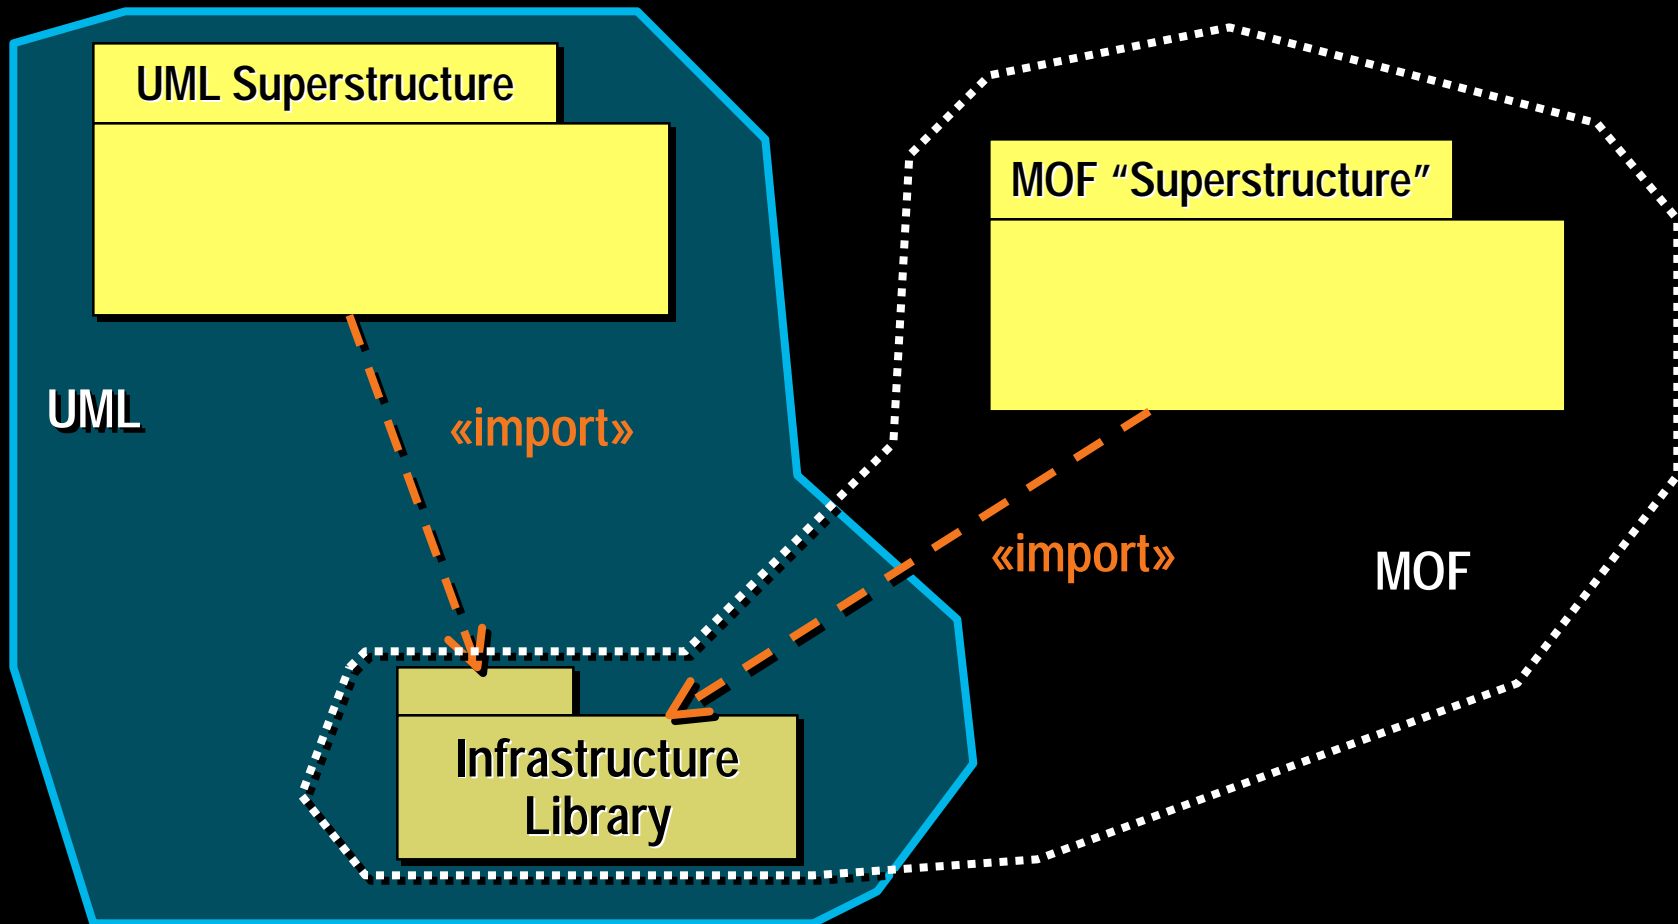 UML Superstructure
MOF “Superstructure”
UML
«import»
«import»
MOF
Infrastructure
Library